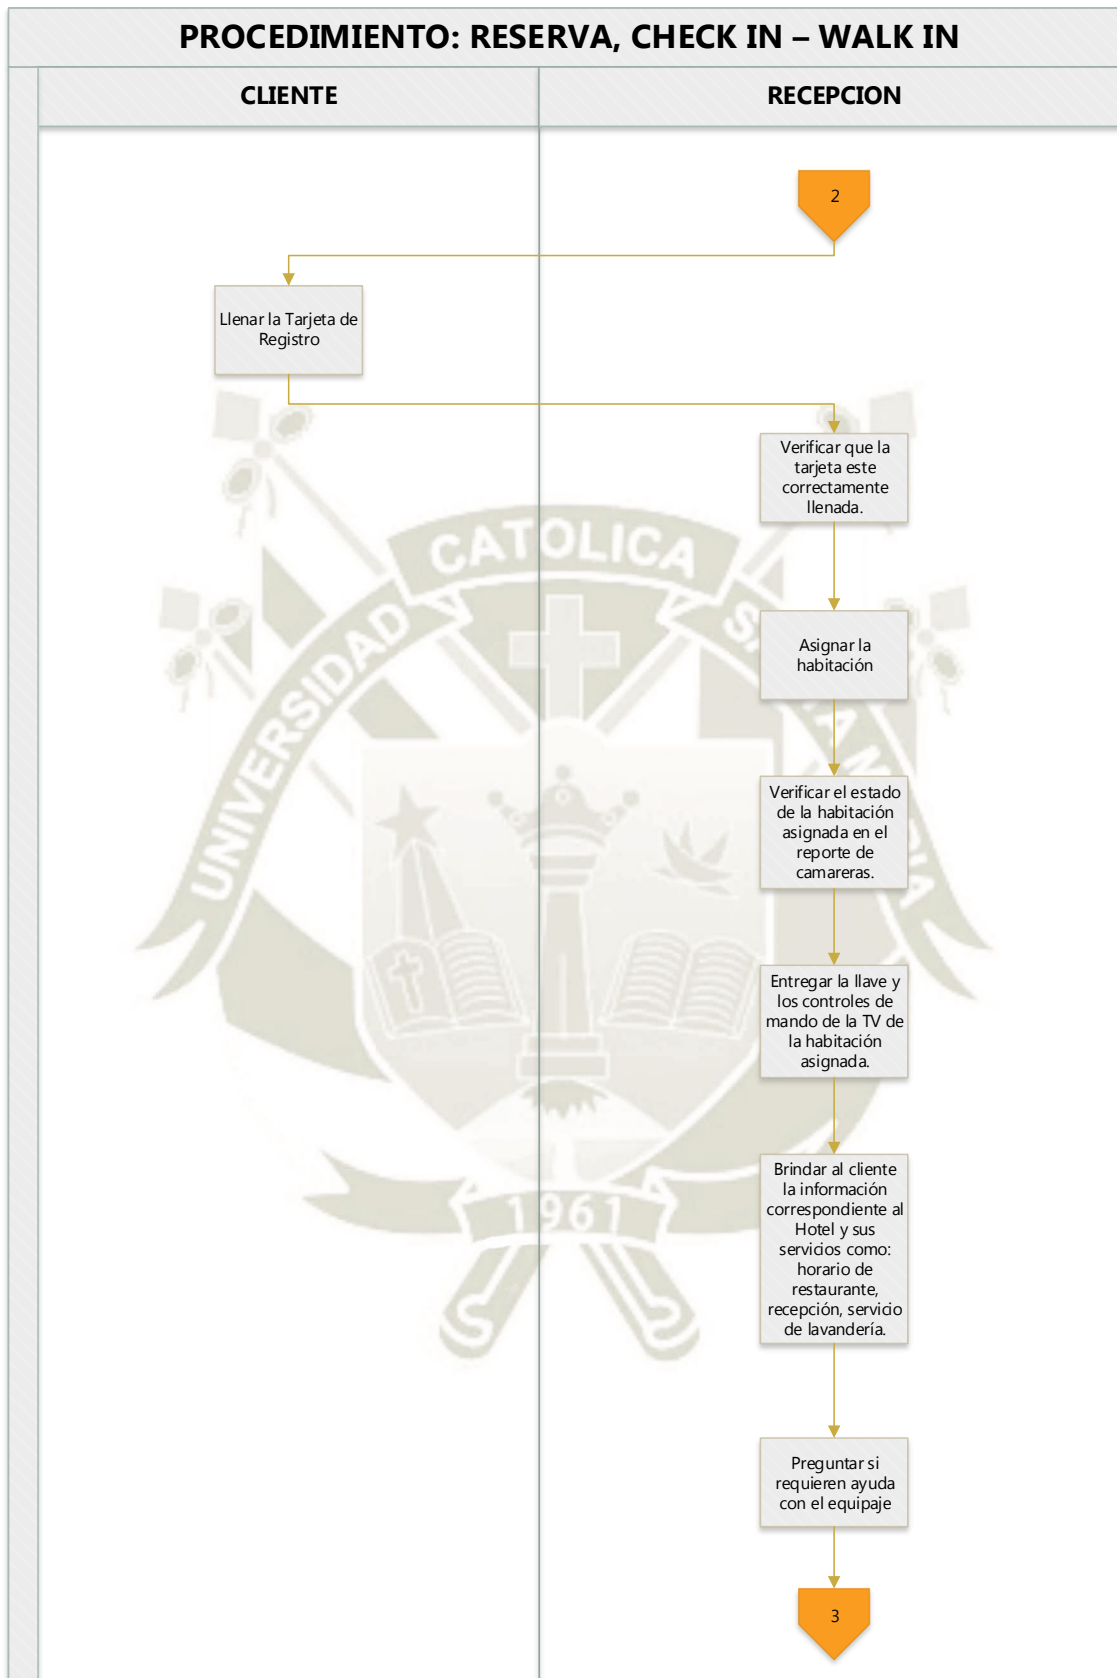 PROCEDIMIENTO: RESERVA, CHECK IN – WALK IN
CLIENTE
RECEPCION
2
Llenar la Tarjeta de
Registro
Verificar que la
tarjeta este
correctamente
llenada.
Asignar la
habitación
Verificar el estado
de la habitación
asignada en el
reporte de
camareras.
Entregar la llave y
los controles de
mando de la TV de
la habitación
asignada.
Brindar al cliente
la información
correspondiente al
Hotel y sus
servicios como:
horario de
restaurante,
recepción, servicio
de lavandería.
Preguntar si
requieren ayuda
con el equipaje
3
UNIVERSIDAD
CATOLICA
1961